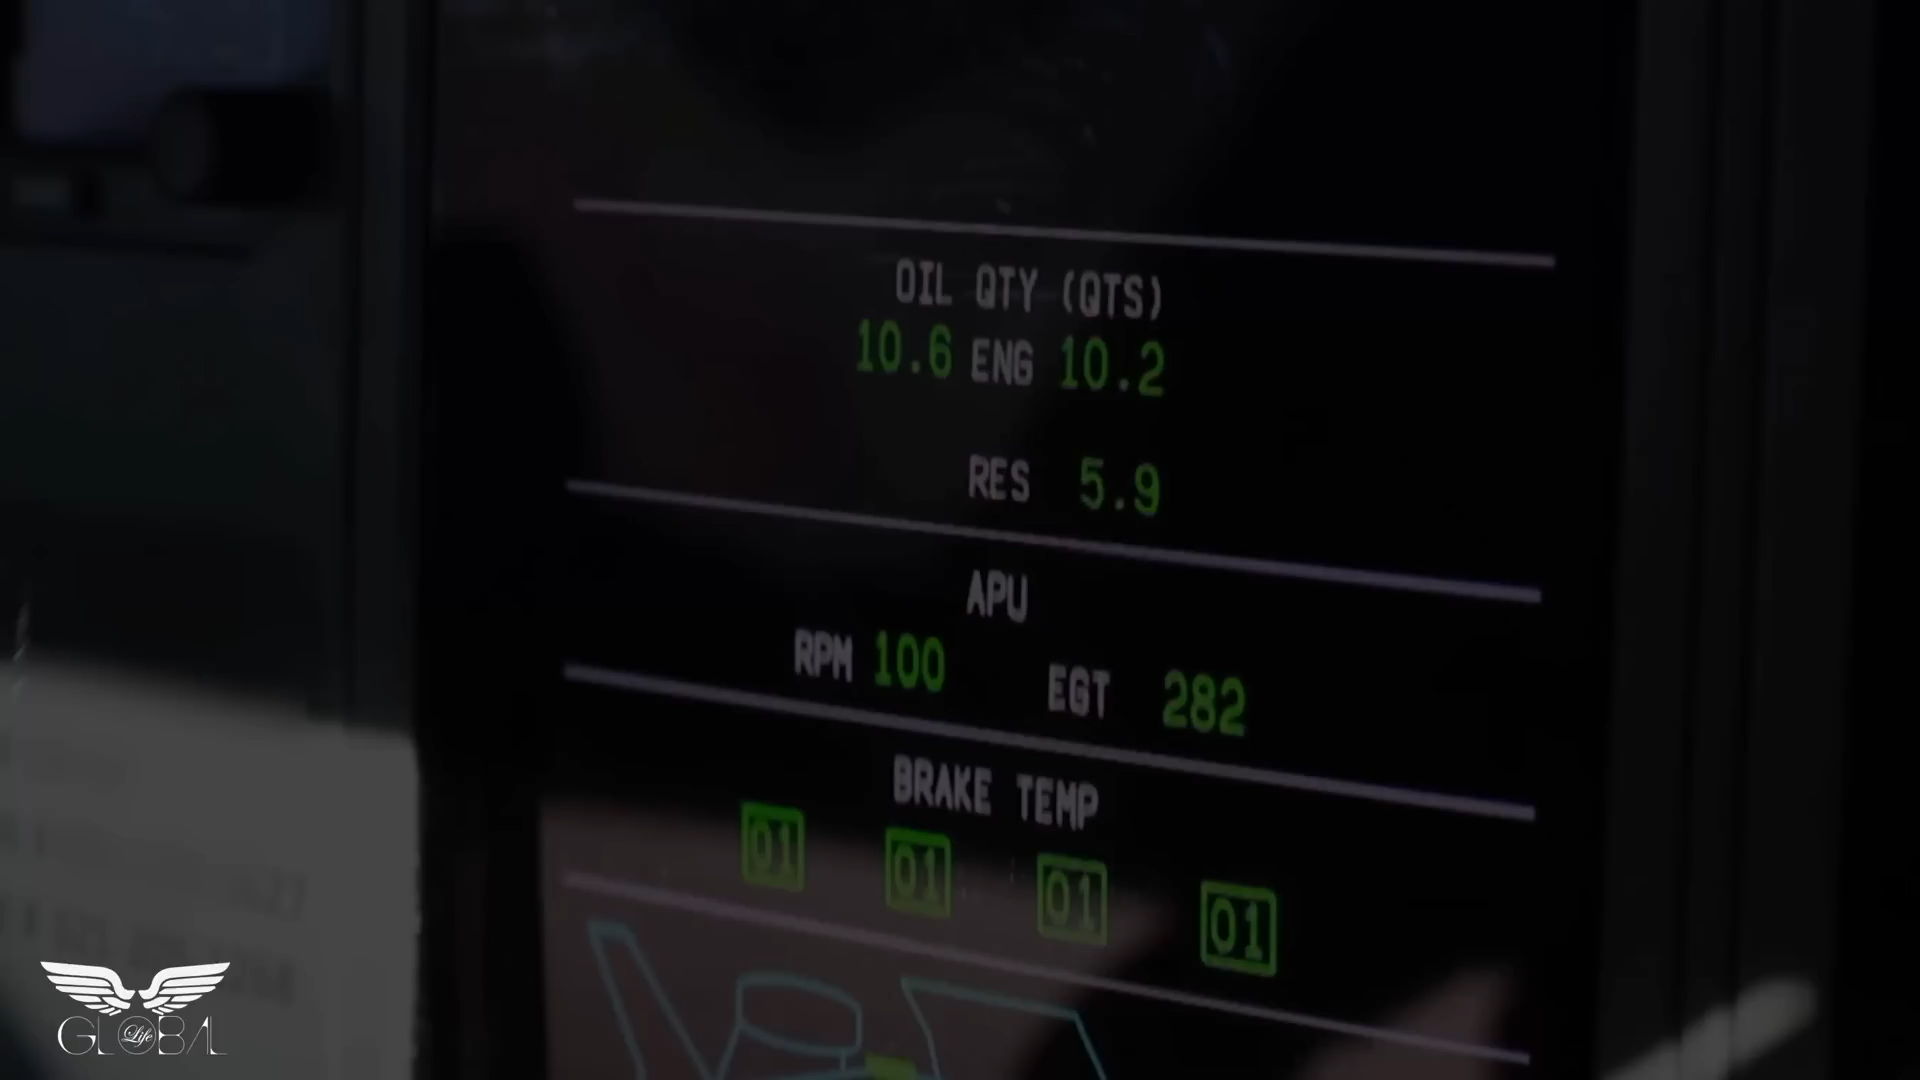 OIL QTY (QTS)
10.6 ENG 10.2
RES 5.9
APU
RPM 100 EGT 282
BRAKE TEMP
01 01 01 01
GLOBAL
Life